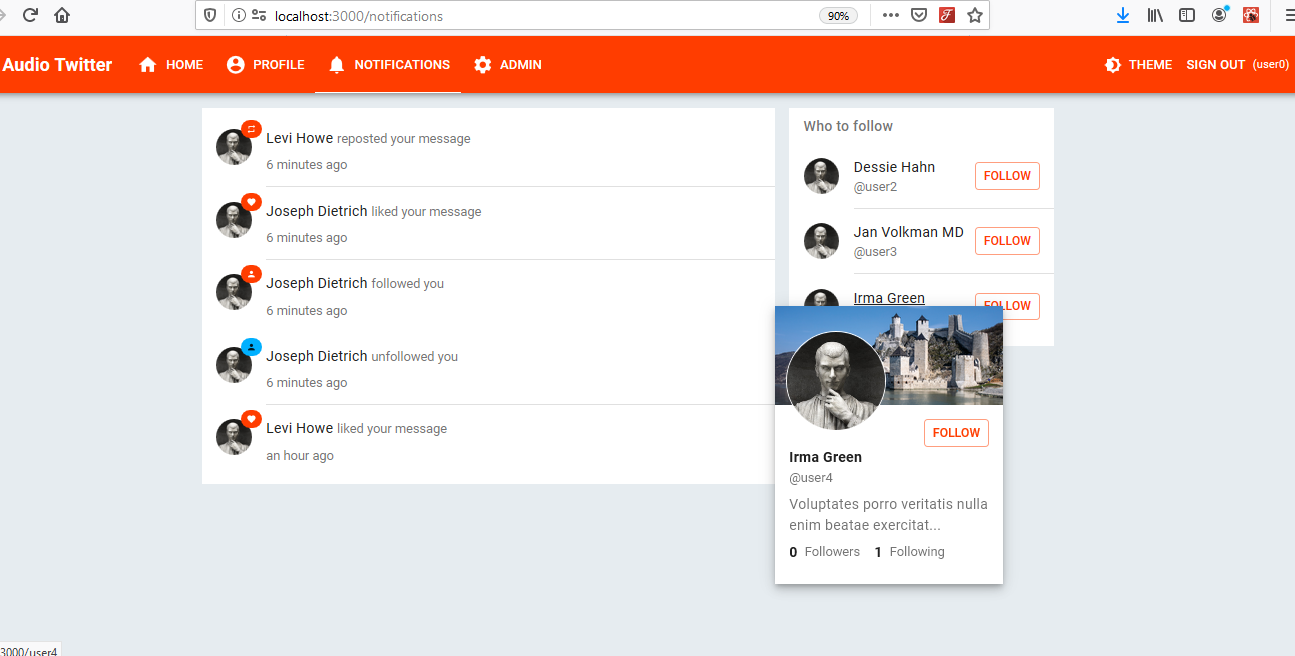 localhost:3000/notifications
90%
Audio Twitter
HOME
PROFILE
NOTIFICATIONS
ADMIN
THEME
SIGN OUT (user0)
Levi Howe reposted your message
6 minutes ago
Joseph Dietrich liked your message
6 minutes ago
Joseph Dietrich followed you
6 minutes ago
Joseph Dietrich unfollowed you
6 minutes ago
Levi Howe liked your message
an hour ago
Who to follow
Dessie Hahn
@user2
FOLLOW
Jan Volkman MD
@user3
FOLLOW
Irma Green
FOLLOW
FOLLOW
Irma Green
@user4
Voluptates porro veritatis nulla
enim beatae exercitat...
0 Followers 1 Following
3000/user4